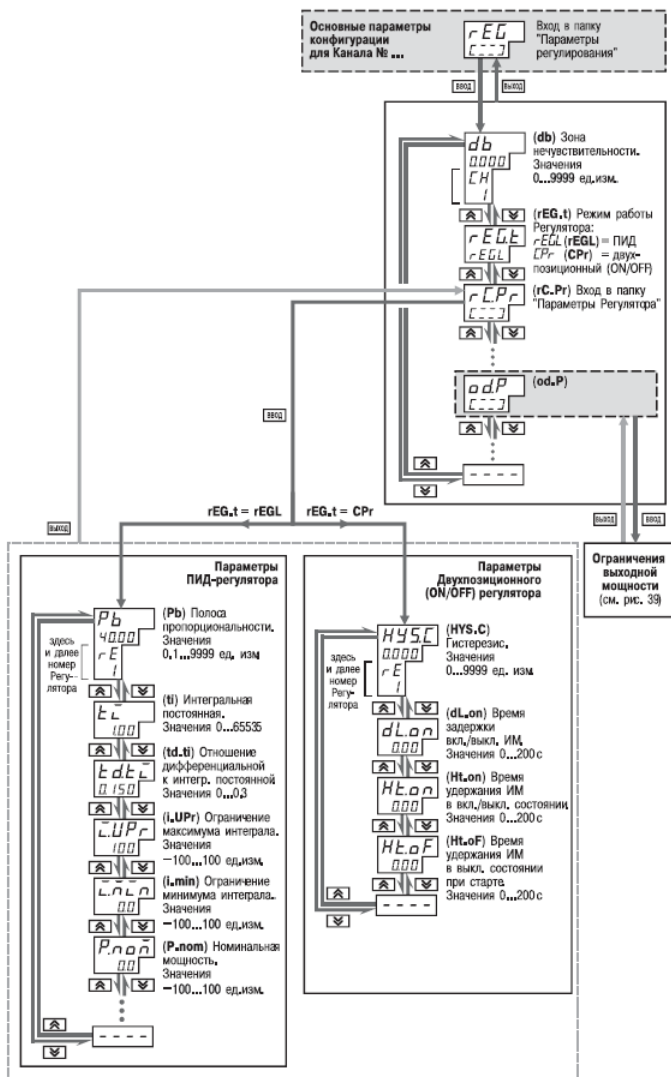 Основные параметры
конфигурации
для Канала № ...
rEG
[---]
Вход в папку
"Параметры
регулирования"
ВВОД
ВЫХОД
db
0.000
CH
1
(db) Зона
нечувствительности.
Значения
0...9999 ед.изм.
rEG.t
rEGL
(rEG.t) Режим работы
Регулятора:
rEGL (rEGL) = ПИД
CPr (CPr) = двух-
позиционный (ON/OFF)
rC.Pr
[---]
(rC.Pr) Вход в папку
"Параметры Регулятора"
od.P
[---]
(od.P)
- - - -
ВВОД
ВЫХОД
rEG.t = rEGL
rEG.t = CPr
ВЫХОД
ВВОД
Ограничения
выходной
мощности
(см. рис. 39)
Параметры
ПИД-регулятора
Pb
40.00
rE
1
здесь
и далее
номер
Регу-
лятора
(Pb) Полоса
пропорциональности.
Значения
0,1...9999 ед. изм
ti
1.00
(ti) Интегральная
постоянная.
Значения 0...65535
td.ti
0.150
(td.ti) Отношение
дифференциальной
к интегр. постоянной
Значения 0...0,3
i.UPr
100
(i.UPr) Ограничение
максимума интеграла.
Значения
–100...100 ед.изм.
i.min
0.0
(i.min) Ограничение
минимума интеграла.
Значения
–100...100 ед.изм.
P.nom
0.0
(P.nom) Номинальная
мощность.
Значения
–100...100 ед.изм.
- - - -
Параметры
Двухпозиционного
(ON/OFF) регулятора
HYS.C
0.000
rE
1
здесь
и далее
номер
Регу-
лятора
(HYS.C)
Гистерезис.
Значения
0...9999 ед. изм
dL.on
0.00
(dL.on) Время
задержки
вкл./выкл. ИМ.
Значения 0...200 с
Ht.on
0.00
(Ht.on) Время
удержания ИМ
в вкл./выкл. состоянии
Значения 0...200 с
Ht.oF
0.00
(Ht.oF) Время
удержания ИМ
в выкл. состоянии
при старте.
Значения 0...200 с
- - - -